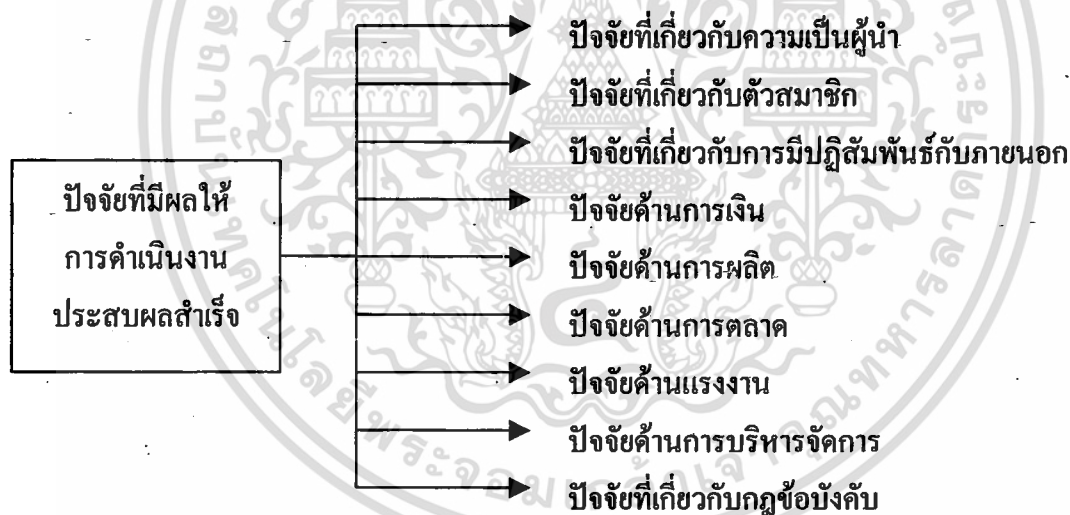 ปัจจัยที่มีผลให้
การดำเนินงาน
ประสบผลสำเร็จ
ปัจจัยที่เกี่ยวกับความเป็นผู้นำ
ปัจจัยที่เกี่ยวกับตัวสมาชิก
ปัจจัยที่เกี่ยวกับการมีปฏิสัมพันธ์กับภายนอก
ปัจจัยด้านการเงิน
ปัจจัยด้านการผลิต
ปัจจัยด้านการตลาด
ปัจจัยด้านแรงงาน
ปัจจัยด้านการบริหารจัดการ
ปัจจัยที่เกี่ยวกับกฎข้อบังคับ